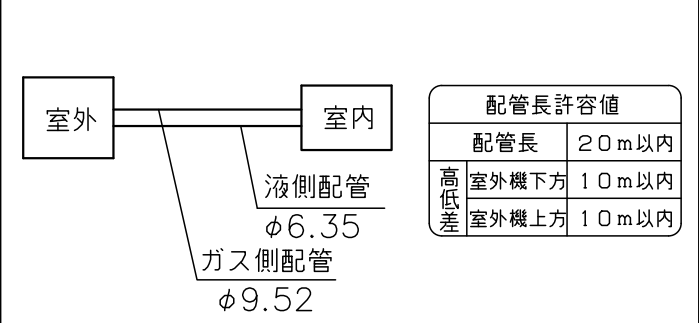 室外
室内
液側配管
φ6.35
ガス側配管
φ9.52
配管長許容値
配管長 20m以内
高低差
室外機下方 10m以内
室外機上方 10m以内